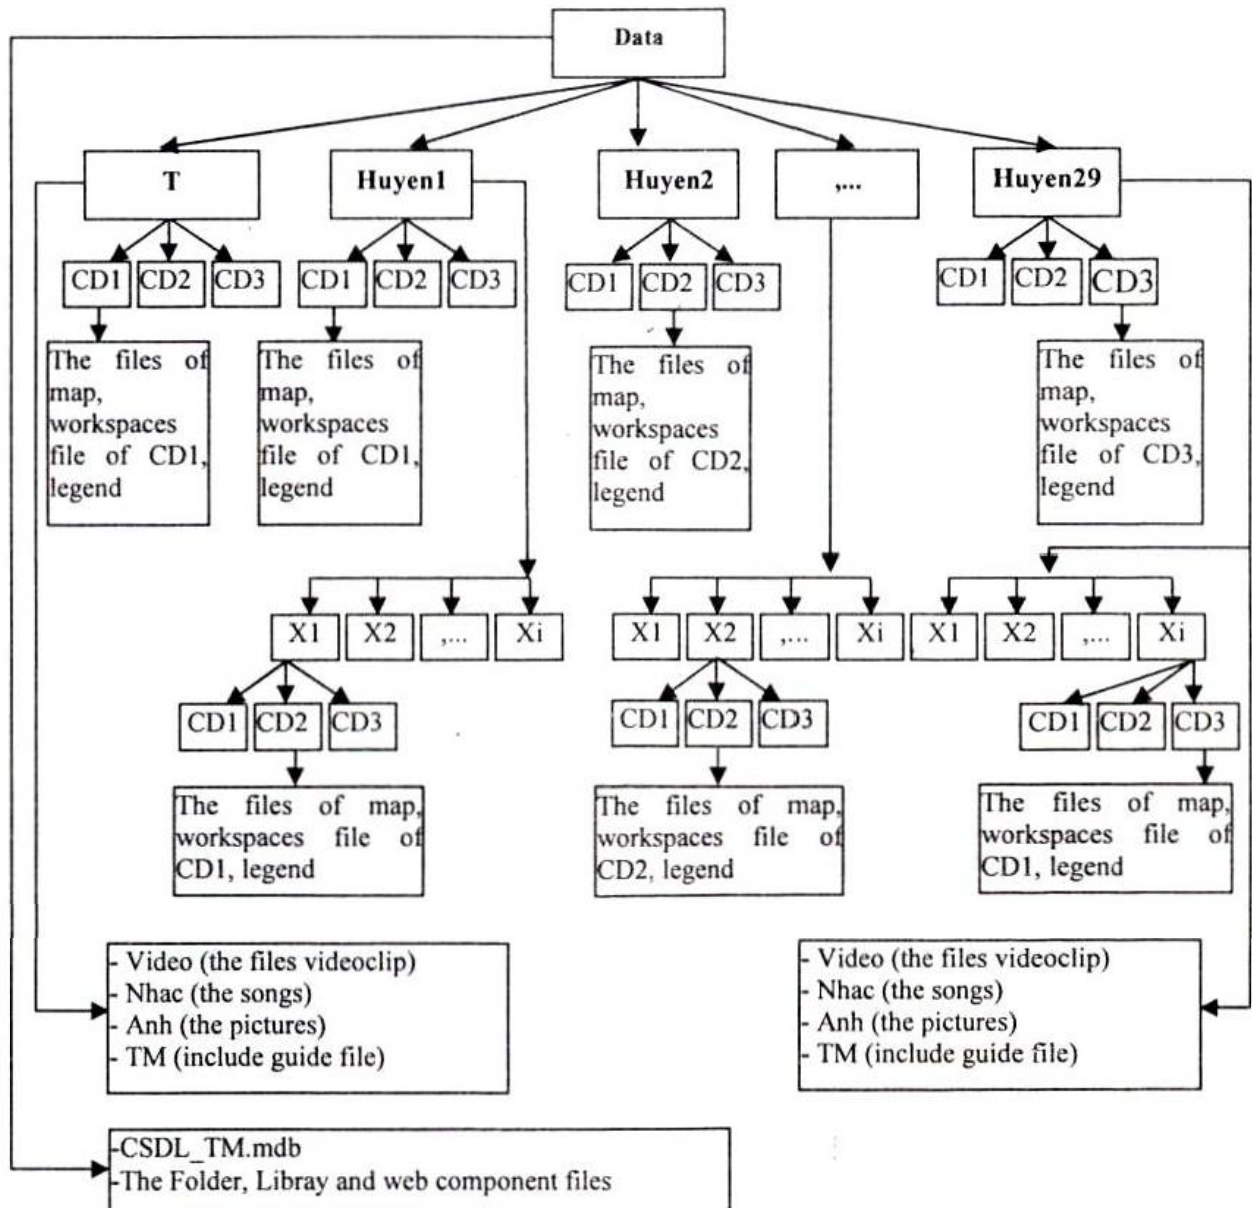 Data
T
Huyen1
Huyen2
,...
Huyen29
CD1 CD2 CD3
CD1 CD2 CD3
CD1 CD2 CD3
CD1 CD2 CD3
The files of
map,
workspaces
file of CD1,
legend
The files of
map,
workspaces
file of CD1,
legend
The files of
map,
workspaces
file of CD2,
legend
The files of
map,
workspaces
file of CD3,
legend
X1 X2 ,... Xi
X1 X2 ,... Xi
X1 X2 ,... Xi
CD1 CD2 CD3
CD1 CD2 CD3
CD1 CD2 CD3
The files of map,
workspaces file of
CD1, legend
The files of map,
workspaces file of
CD2, legend
The files of map,
workspaces file of
CD1, legend
- Video (the files videoclip)
- Nhac (the songs)
- Anh (the pictures)
- TM (include guide file)
- Video (the files videoclip)
- Nhac (the songs)
- Anh (the pictures)
- TM (include guide file)
-CSDL_TM.mdb
-The Folder, Libray and web component files